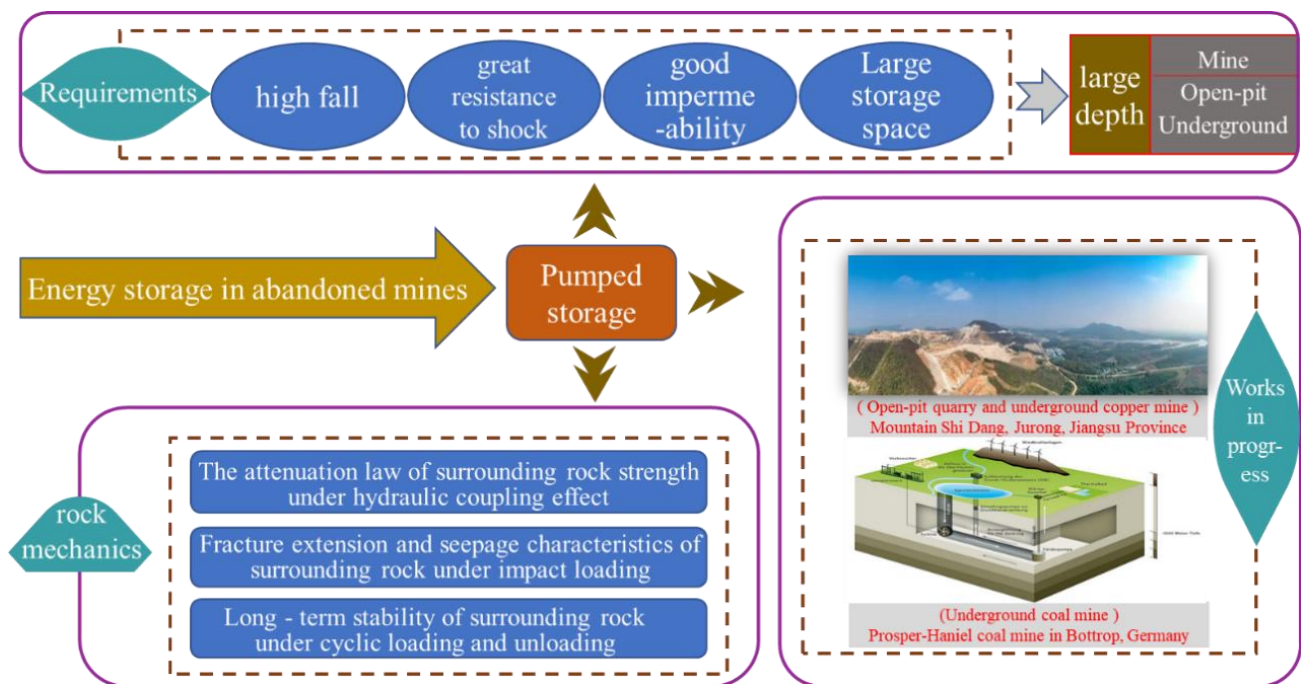 Requirements
high fall
great
resistance
to shock
good
imperme
-ability
Large
storage
space
large
depth
Mine
Open-pit
Underground
Energy storage in abandoned mines
Pumped
storage
( Open-pit quarry and underground copper mine )
Mountain Shi Dang, Jurong, Jiangsu Province
Works
in
progr-
ess
(Underground coal mine )
Prosper-Haniel coal mine in Bottrop, Germany
rock
mechanics
The attenuation law of surrounding rock strength
under hydraulic coupling effect
Fracture extension and seepage characteristics of
surrounding rock under impact loading
Long - term stability of surrounding rock
under cyclic loading and unloading